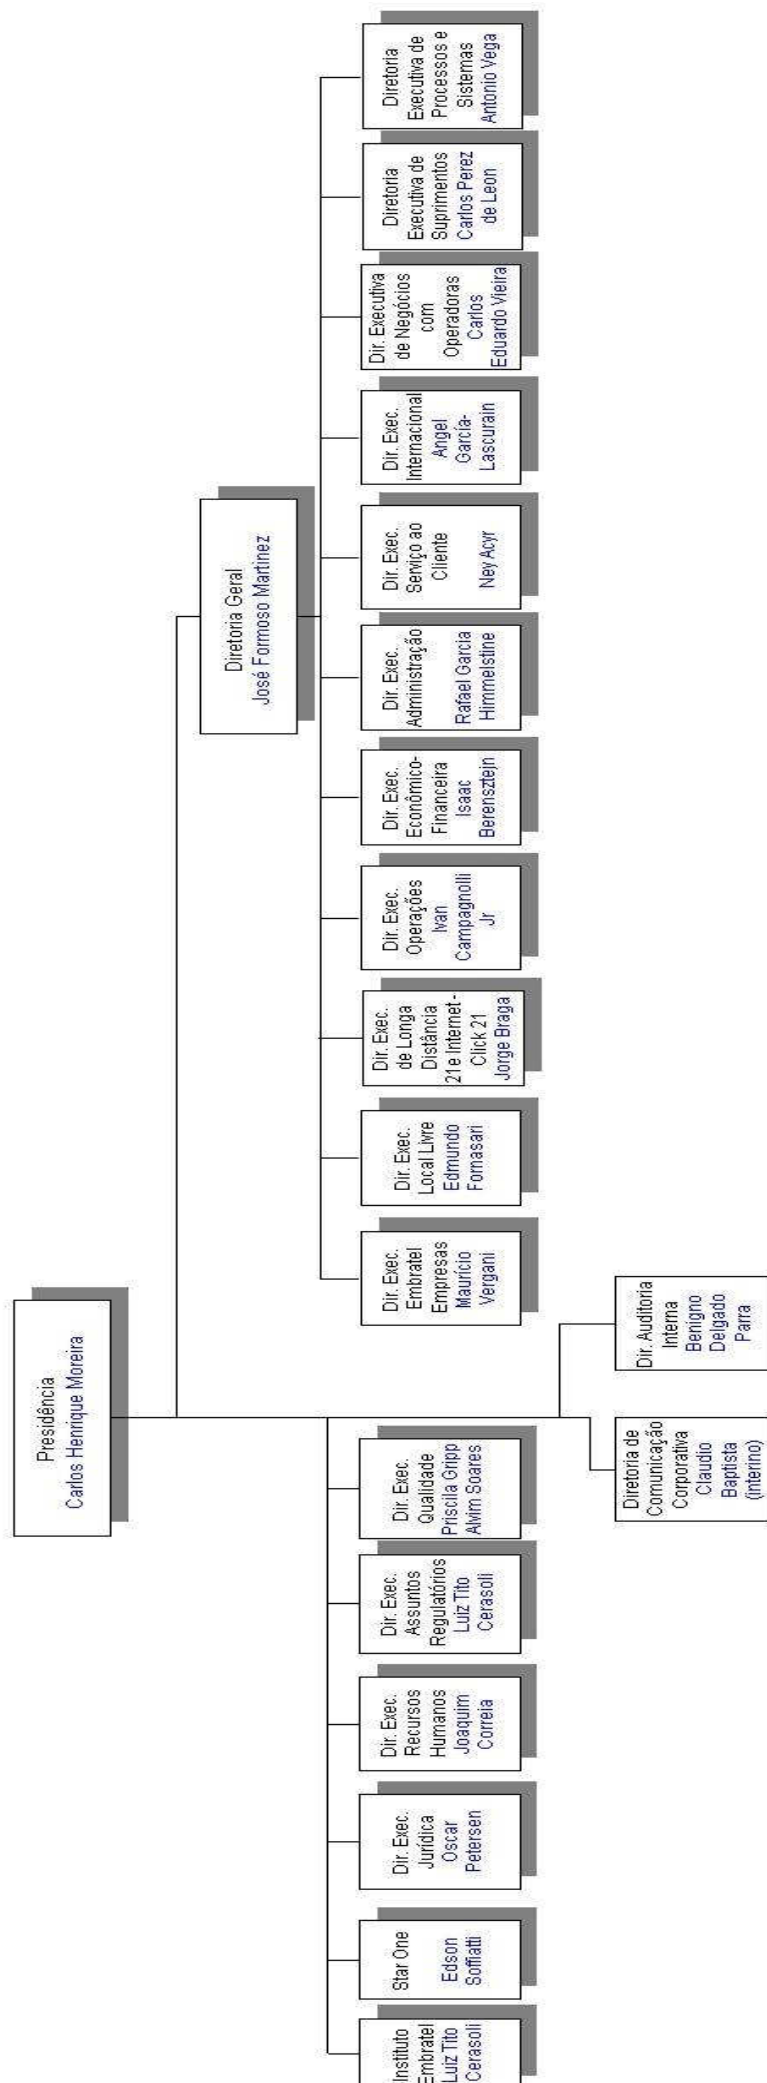 Presidência
Carlos Henrique Moreira
Diretoria Geral
José Formoso Martinez
Instituto
Embratel
Luiz Tito
Cerasoli
Star One
Edson
Soffiatti
Dir. Exec.
Jurídica
Oscar
Petersen
Dir. Exec.
Recursos
Humanos
Joaquim
Correia
Dir. Exec.
Assuntos
Regulatórios
Luiz Tito
Cerasoli
Dir. Exec.
Qualidade
Priscila Gripp
Alvim Soares
Dir. Exec.
Embratel
Empresas
Maurício
Vergani
Dir. Exec.
Local Livre
Edmundo
Fornasari
Dir. Exec.
de Longa
Distância
21e Internet -
Click 21
Jorge Braga
Dir. Exec.
Operações
Ivan
Campagnolli
Jr
Dir. Exec.
Econômico-
Financeira
Isaac
Berensztejn
Dir. Exec.
Administração
Rafael Garcia
Himmelstine
Dir. Exec.
Serviço ao
Cliente
Ney Acyr
Dir. Exec.
Internacional
Angel
García-
Lascurain
Dir. Executiva
de Negócios
com
Operadoras
Carlos
Eduardo Vieira
Diretoria
Executiva de
Suprimentos
Carlos Perez
de Leon
Diretoria
Executiva de
Processos e
Sistemas
Antonio Vega
Diretoria de
Comunicação
Corporativa
Claudio
Baptista
(interino)
Dir. Auditoria
Interna
Benigno
Delgado
Parra